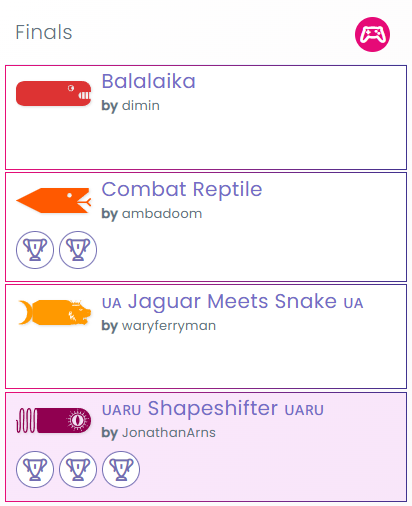 Finals
Balalaika
by dimin
Combat Reptile
by ambadoom
UA Jaguar Meets Snake UA
by waryferryman
UARU Shapeshifter UARU
by JonathanArns